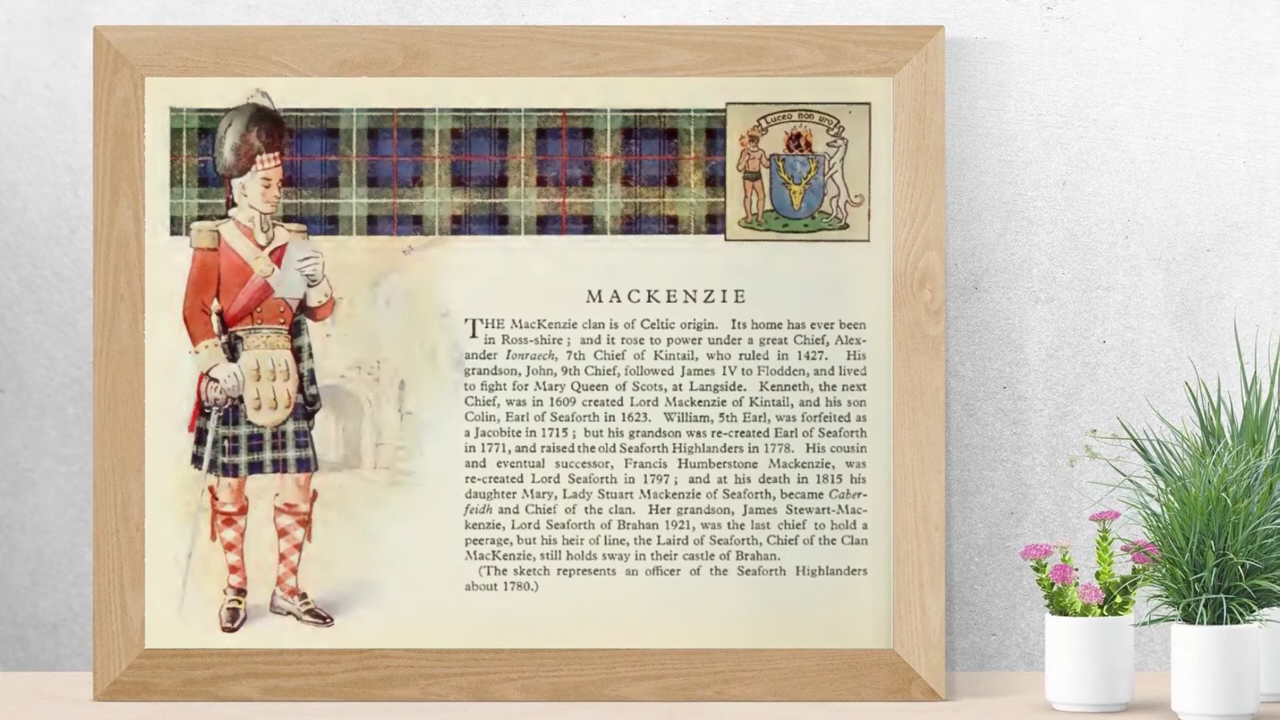 Luceo non uro
MACKENZIE
THE MacKenzie clan is of Celtic origin. Its home has ever been
in Ross-shire ; and it rose to power under a great Chief, Alex-
ander Ionraech, 7th Chief of Kintail, who ruled in 1427. His
grandson, John, 9th Chief, followed James IV to Flodden, and lived
to fight for Mary Queen of Scots, at Langside. Kenneth, the next
Chief, was in 1609 created Lord Mackenzie of Kintail, and his son
Colin, Earl of Seaforth in 1623. William, 5th Earl, was forfeited as
a Jacobite in 1715 ; but his grandson was re-created Earl of Seaforth
in 1771, and raised the old Seaforth Highlanders in 1778. His cousin
and eventual successor, Francis Humberstone Mackenzie, was
re-created Lord Seaforth in 1797 ; and at his death in 1815 his
daughter Mary, Lady Stuart Mackenzie of Seaforth, became Caber-
feidh and Chief of the clan. Her grandson, James Stewart-Mac-
kenzie, Lord Seaforth of Brahan 1921, was the last chief to hold a
peerage, but his heir of line, the Laird of Seaforth, Chief of the Clan
MacKenzie, still holds sway in their castle of Brahan.
(The sketch represents an officer of the Seaforth Highlanders
about 1780.)